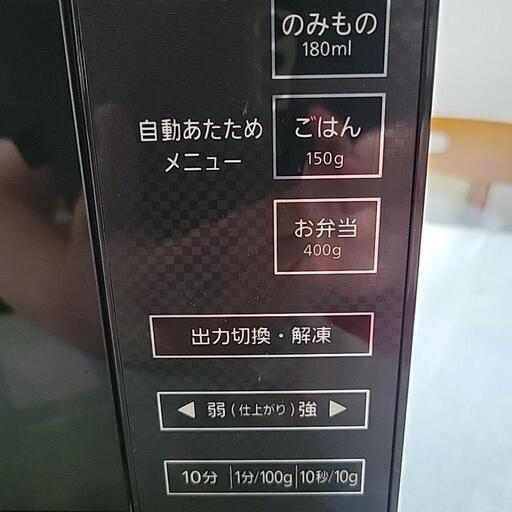 のみもの
180ml
自動あたため
メニュー
ごはん
150g
お弁当
400g
出力切換・解凍
◀ 弱(仕上がり)強 ▶
10分 1分/100g 10秒/10g